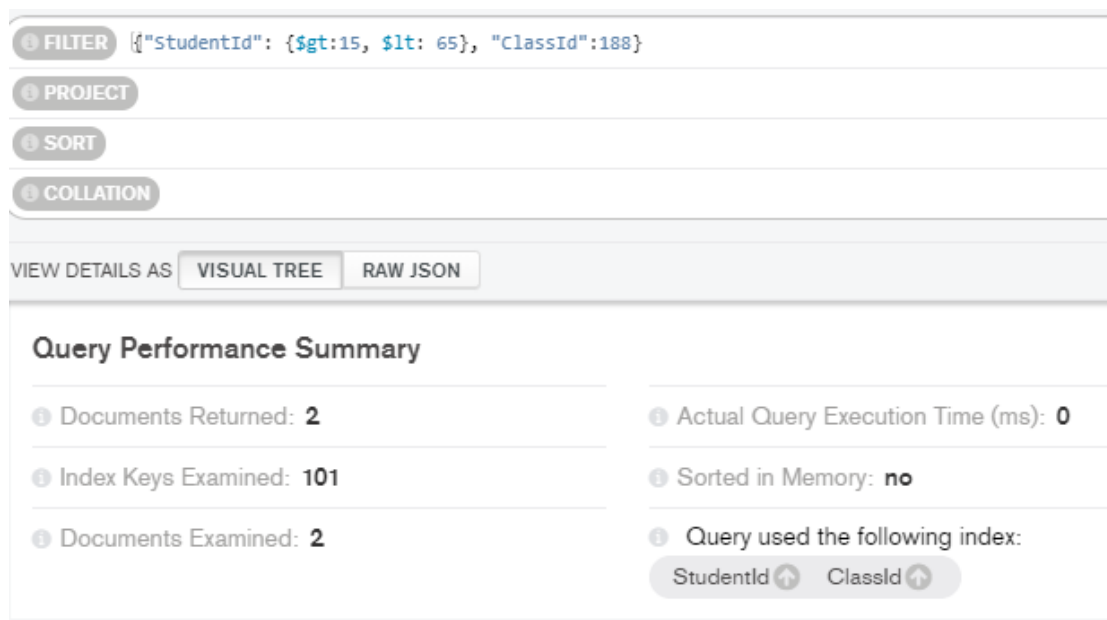 FILTER {"StudentId": {$gt:15, $lt: 65}, "ClassId":188}
PROJECT
SORT
COLLATION
VIEW DETAILS AS VISUAL TREE RAW JSON
Query Performance Summary
Documents Returned: 2 Actual Query Execution Time (ms): 0
Index Keys Examined: 101 Sorted in Memory: no
Documents Examined: 2 Query used the following index:
StudentId ClassId